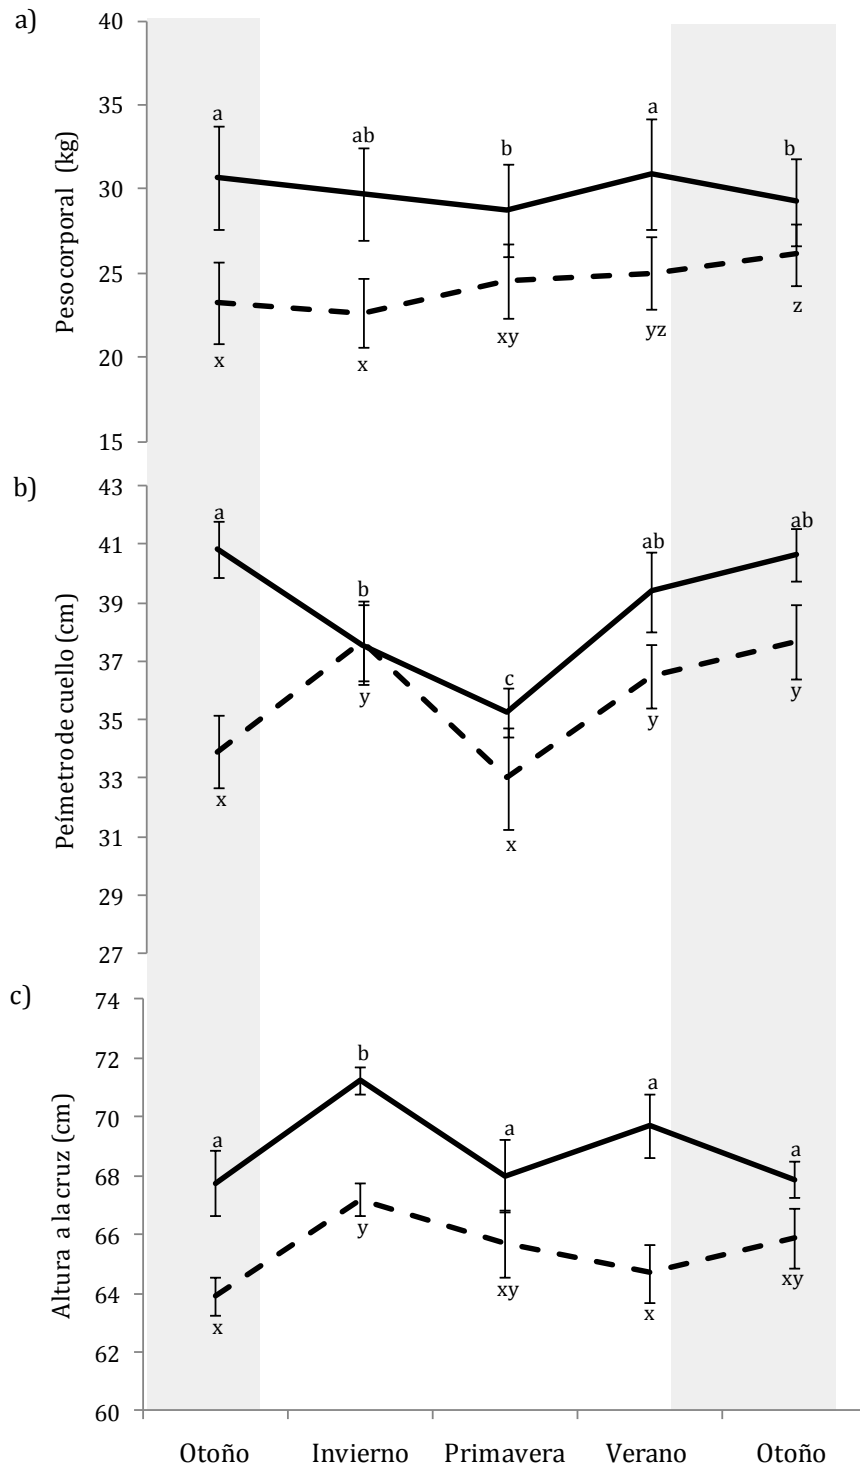 a)
Peso corporal (kg)
40
35
30
25
20
15
a
ab
b
a
b
x
x
xy
yz
z
b)
Peímetro de cuello (cm)
43
41
39
37
35
33
31
29
27
a
b
c
ab
ab
x
y
x
y
y
c)
Altura a la cruz (cm)
74
72
70
68
66
64
62
60
a
b
a
a
a
x
y
xy
x
xy
Otoño Invierno Primavera Verano Otoño